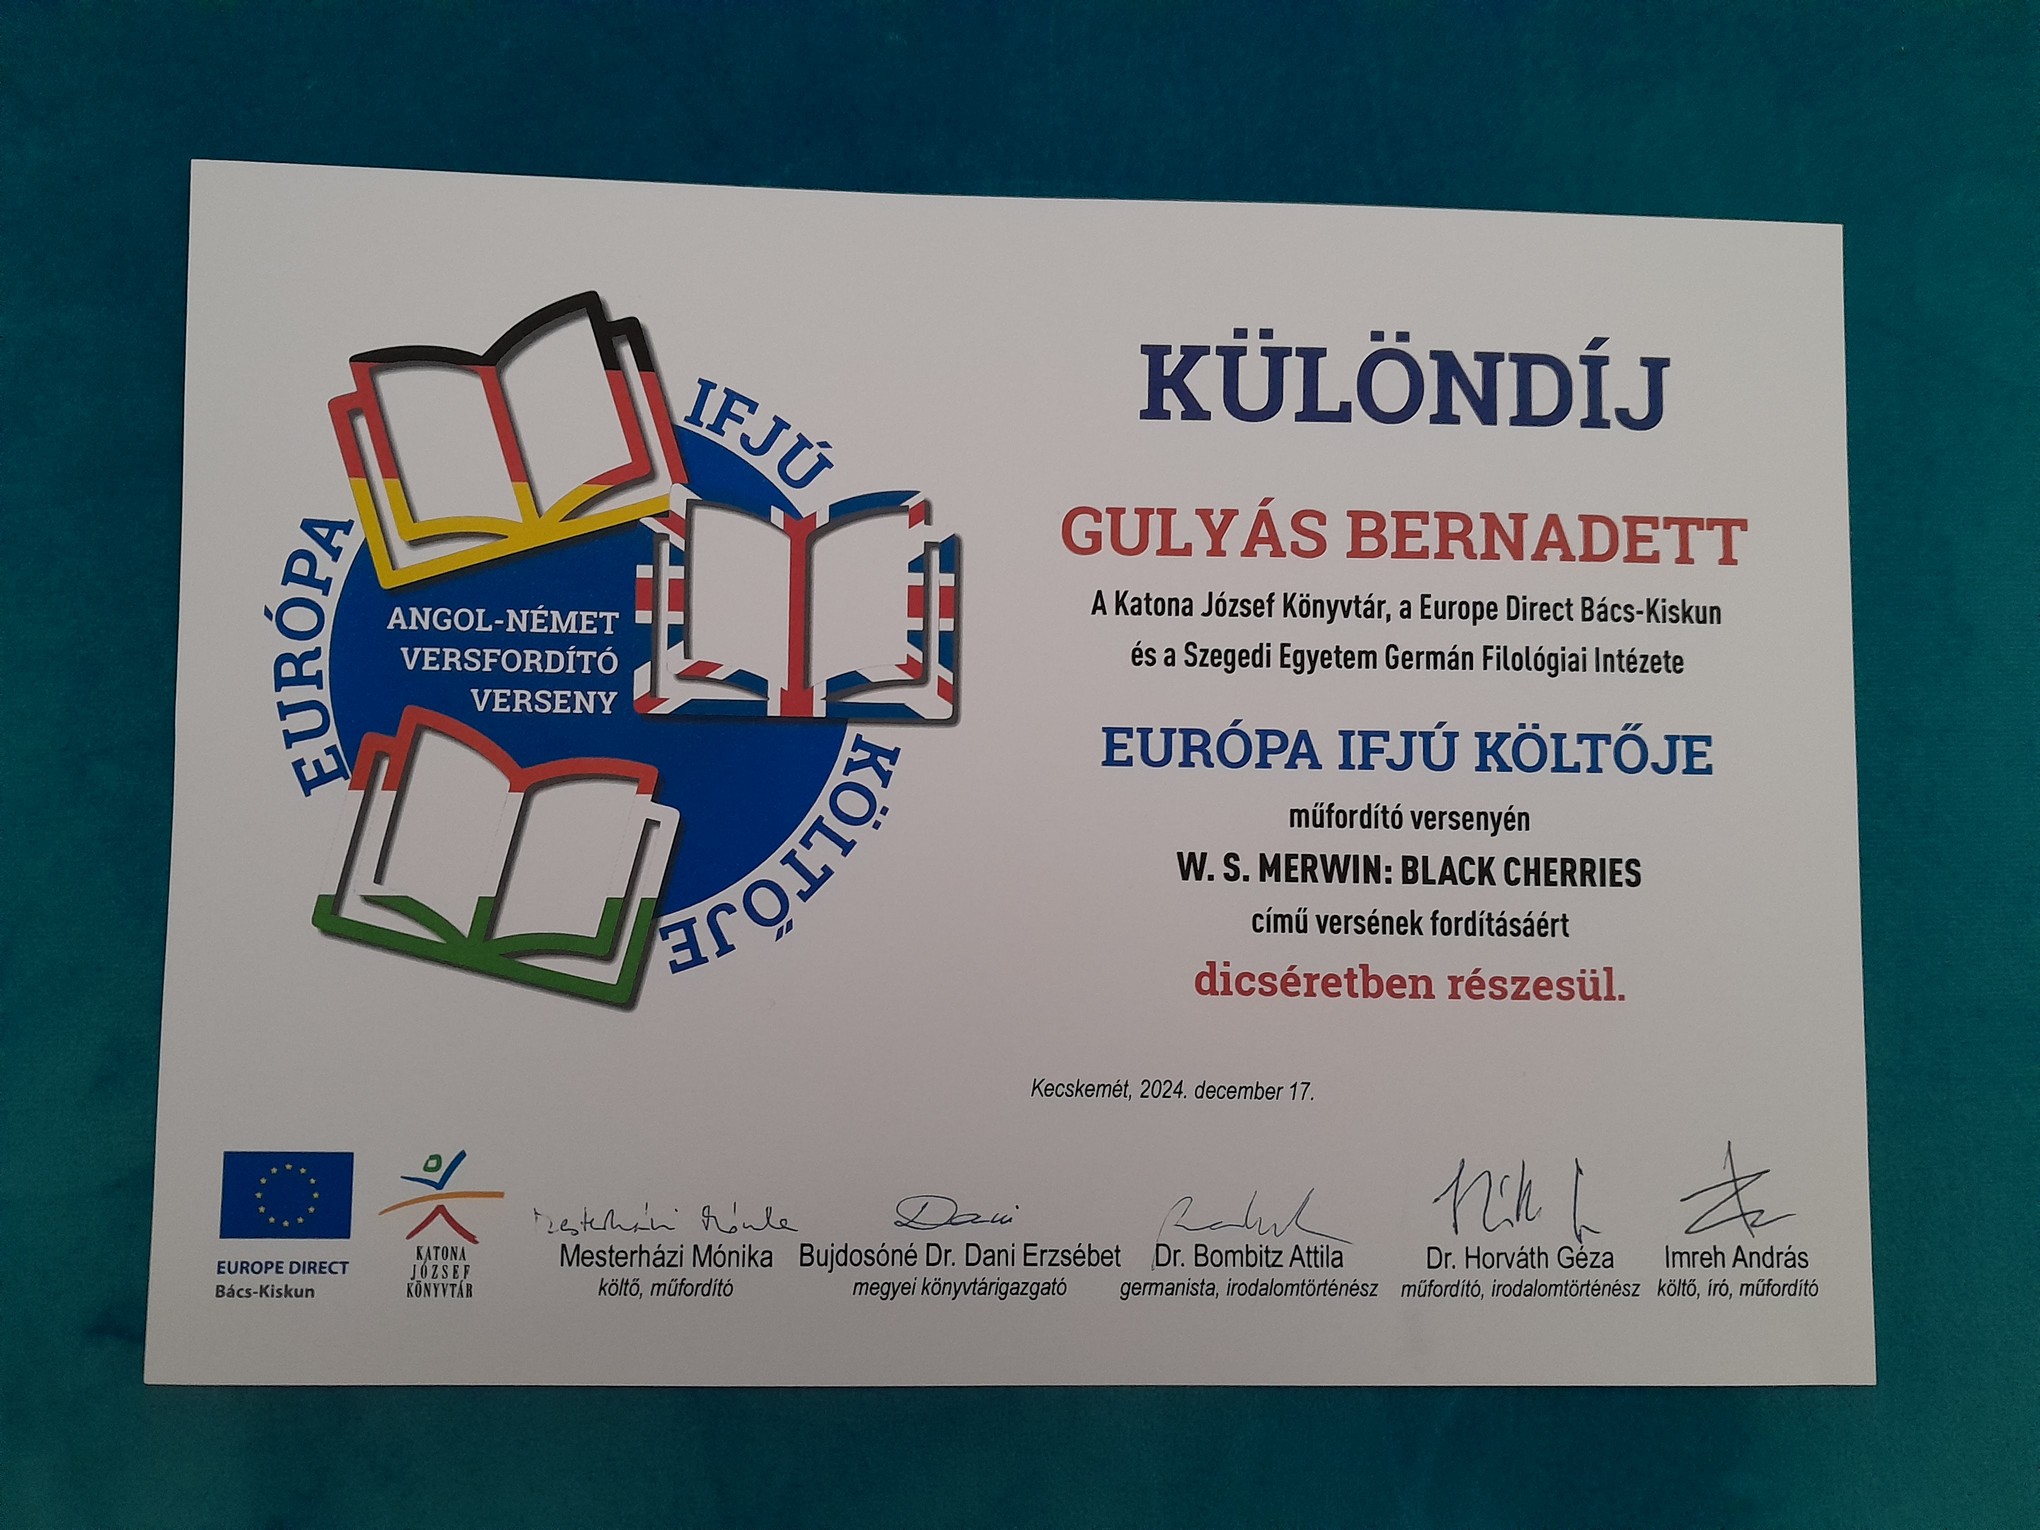 EURÓPA IFJÚ KÖLTŐJE
ANGOL-NÉMET
VERSFORDÍTÓ
VERSENY
KÜLÖNDÍJ
GULYÁS BERNADETT
A Katona József Könyvtár, a Europe Direct Bács-Kiskun
és a Szegedi Egyetem Germán Filológiai Intézete
EURÓPA IFJÚ KÖLTŐJE
műfordító versenyén
W. S. MERWIN: BLACK CHERRIES
című versének fordításáért
dicséretben részesül.
Kecskemét, 2024. december 17.
EUROPE DIRECT
Bács-Kiskun
KATONA
JÓZSEF
KÖNYVTÁR
Mesterházi Mónika
Mesterházi Mónika
költő, műfordító
Dani
Bujdosóné Dr. Dani Erzsébet
megyei könyvtárigazgató
Dr. Bombitz Attila
germanista, irodalomtörténész
Dr. Horváth Géza
műfordító, irodalomtörténész
Imreh András
költő, író, műfordító